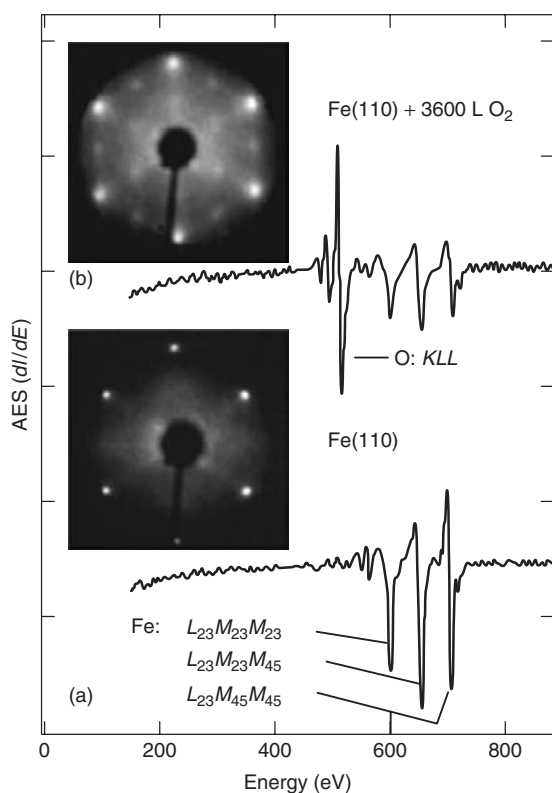 Fe(110) + 3600 L O₂
(b)
O: KLL
AES (dI/dE)
Fe(110)
Fe: L₂₃M₂₃M₂₃
L₂₃M₂₃M₄₅
L₂₃M₄₅M₄₅
(a)
0 200 400 600 800
Energy (eV)